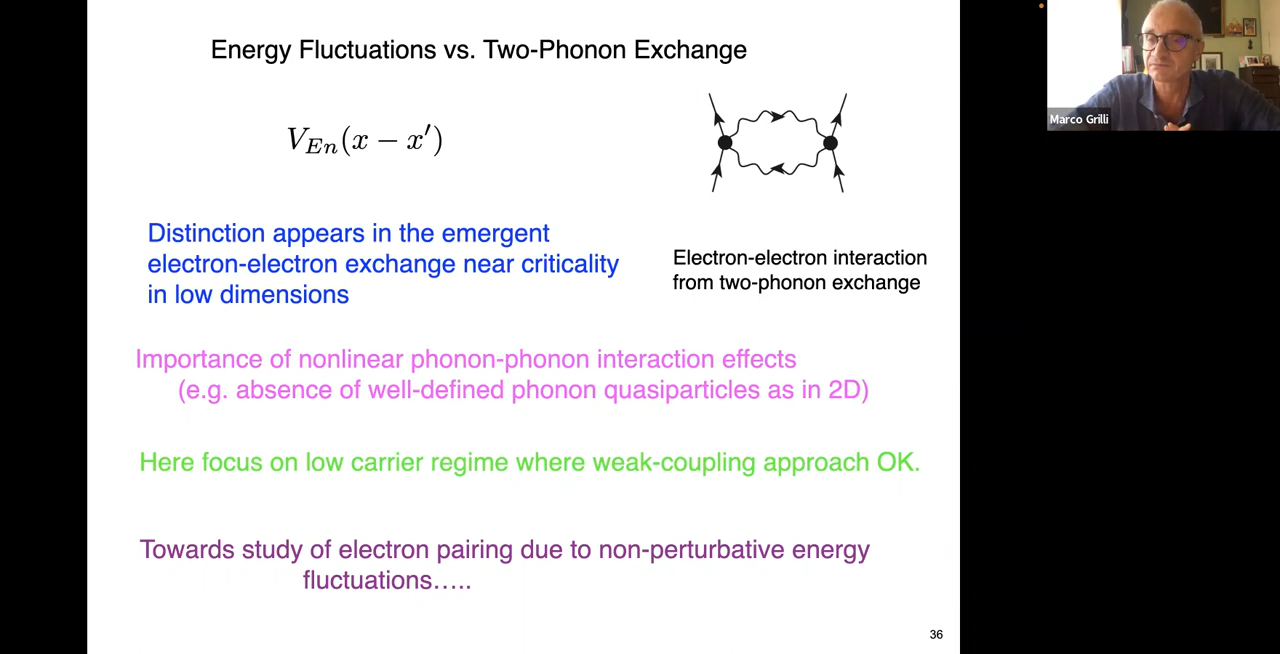 Energy Fluctuations vs. Two-Phonon Exchange
V_{En}(x − x′)
Distinction appears in the emergent
electron-electron exchange near criticality
in low dimensions
Electron-electron interaction
from two-phonon exchange
Importance of nonlinear phonon-phonon interaction effects
(e.g. absence of well-defined phonon quasiparticles as in 2D)
Here focus on low carrier regime where weak-coupling approach OK.
Towards study of electron pairing due to non-perturbative energy
fluctuations…..
36
Marco Grilli